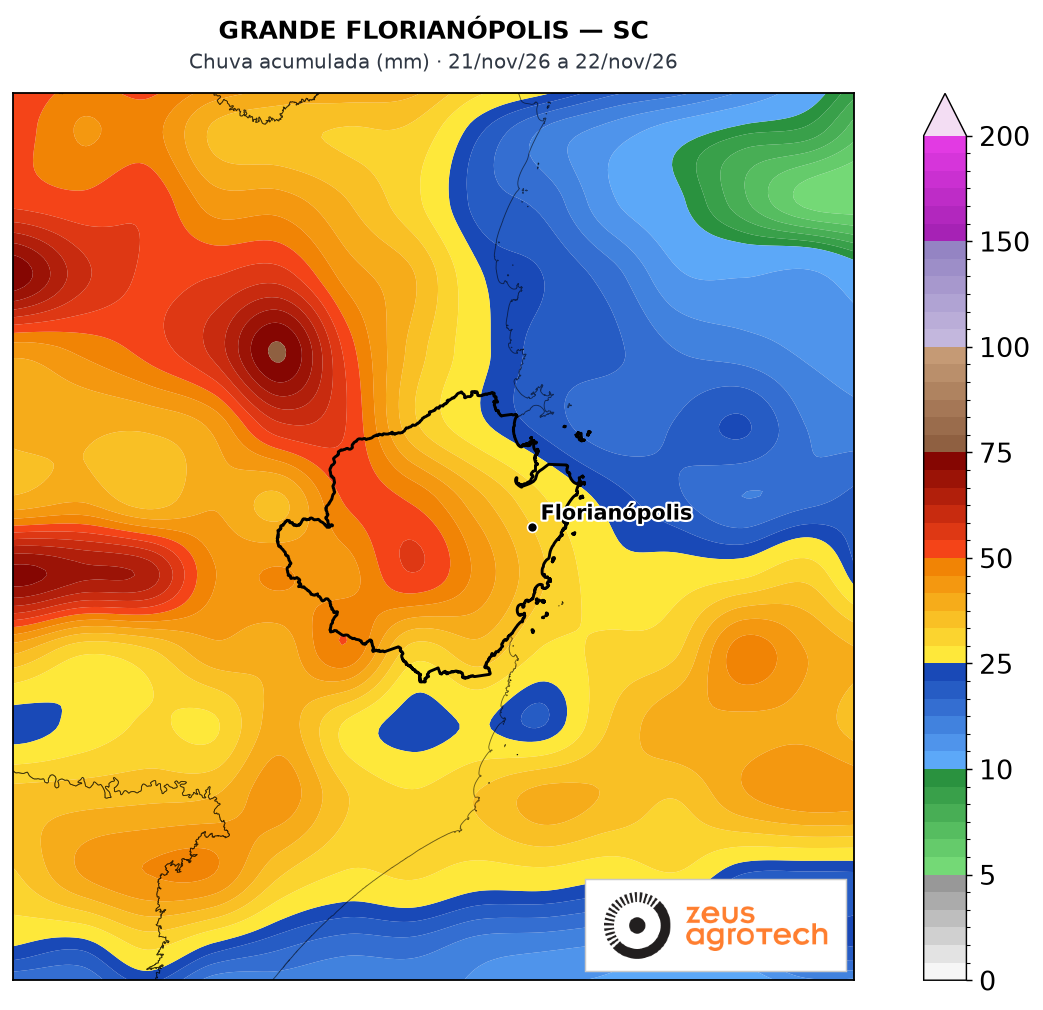 GRANDE FLORIANÓPOLIS — SC
Chuva acumulada (mm) · 21/nov/26 a 22/nov/26
200
150
100
75
50
25
10
5
0
Florianópolis
zeus
agrotech